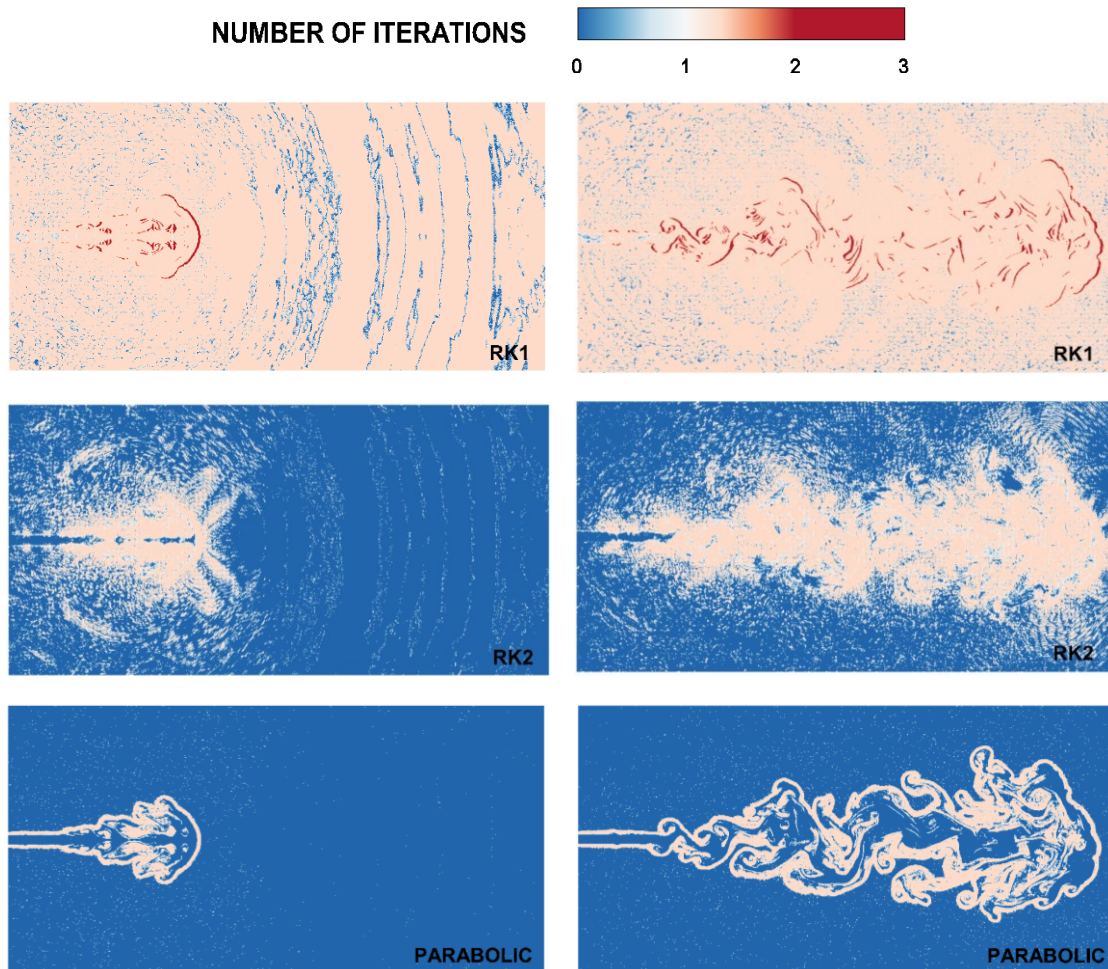 NUMBER OF ITERATIONS
0 1 2 3
RK1
RK1
RK2
RK2
PARABOLIC
PARABOLIC